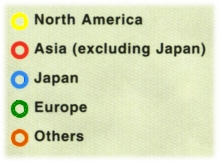 North America
Asia (excluding Japan)
Japan
Europe
Others